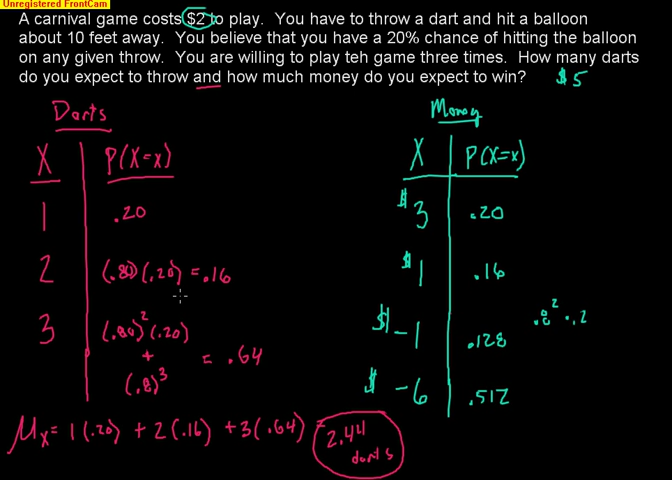 Unregistered FrontCam
A carnival game costs $2 to play. You have to throw a dart and hit a balloon
about 10 feet away. You believe that you have a 20% chance of hitting the balloon
on any given throw. You are willing to play teh game three times. How many darts
do you expect to throw and how much money do you expect to win? $5
Darts
X P(X=x)
1 .20
2 (.80)(.20) = .16
3 (.80)² (.20)
+ = .64
(.8)³
μx = 1(.20) + 2(.16) + 3(.64) = 2.44
darts
Money
X P(X=x)
$3 .20
$1 .16
$-1 .128 .8² · .2
$-6 .512